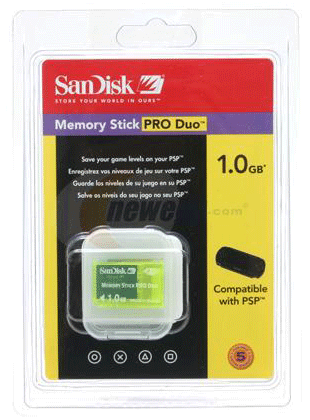 SanDisk
STORE YOUR WORLD IN OURS™
Memory Stick PRO Duo™
Save your game levels on your PSP™
Enregistrez vos niveaux de jeu sur votre PSP™
Guarde los niveles de su juego en su PSP™
Salve os níveis do seu jogo no seu PSP™
1.0GB*
newe .com
SanDisk
Memory Stick PRO Duo
1.0GB
Compatible
with PSP™
5